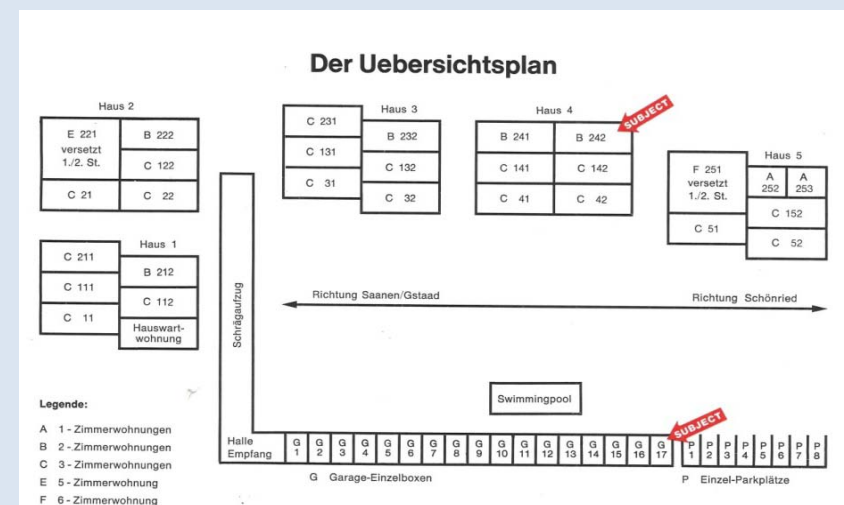 Der Uebersichtsplan
Haus 2
E 221
versetzt
1./2. St.
B 222
C 122
C 21
C 22
C 231
C 131
C 31
Haus 3
B 232
C 132
C 32
Haus 4
SUBJECT
B 241
B 242
C 141
C 142
C 41
C 42
F 251
versetzt
1./2. St.
C 51
Haus 5
A
252
A
253
C 152
C 52
C 211
C 111
C 11
Haus 1
B 212
C 112
Hauswart-
wohnung
Schrägaufzug
Richtung Saanen/Gstaad
Richtung Schönried
Swimmingpool
SUBJECT
Halle
Empfang
G G G G G G G G G G G G G G G G G
1 2 3 4 5 6 7 8 9 10 11 12 13 14 15 16 17
P P P P P P P P
1 2 3 4 5 6 7 8
G Garage-Einzelboxen
P Einzel-Parkplätze
Legende:
A 1-Zimmerwohnungen
B 2-Zimmerwohnungen
C 3-Zimmerwohnungen
E 5-Zimmerwohnung
F 6-Zimmerwohnung